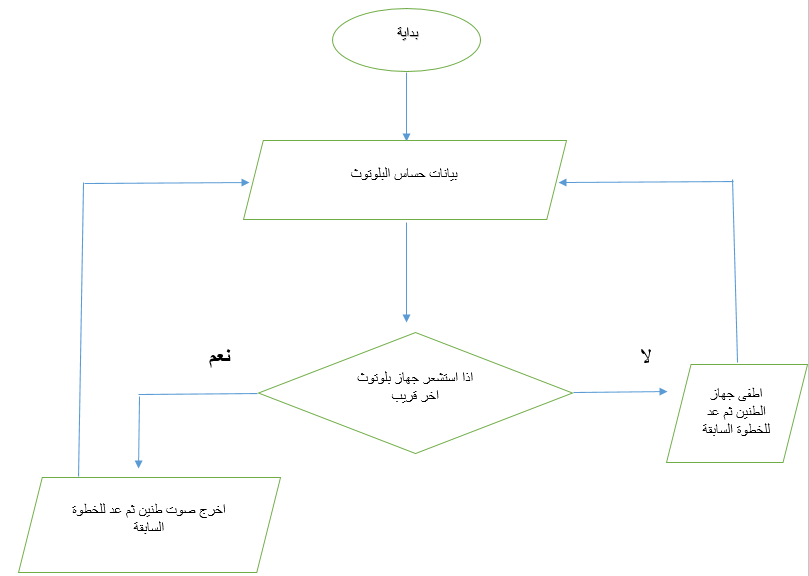 بداية
بيانات حساس البلوتوث
اذا استشعر جهاز بلوتوث
اخر قريب
نعم
لا
اطفى جهاز
الطنين ثم عد
للخطوة السابقة
اخرج صوت طنين ثم عد للخطوة
السابقة